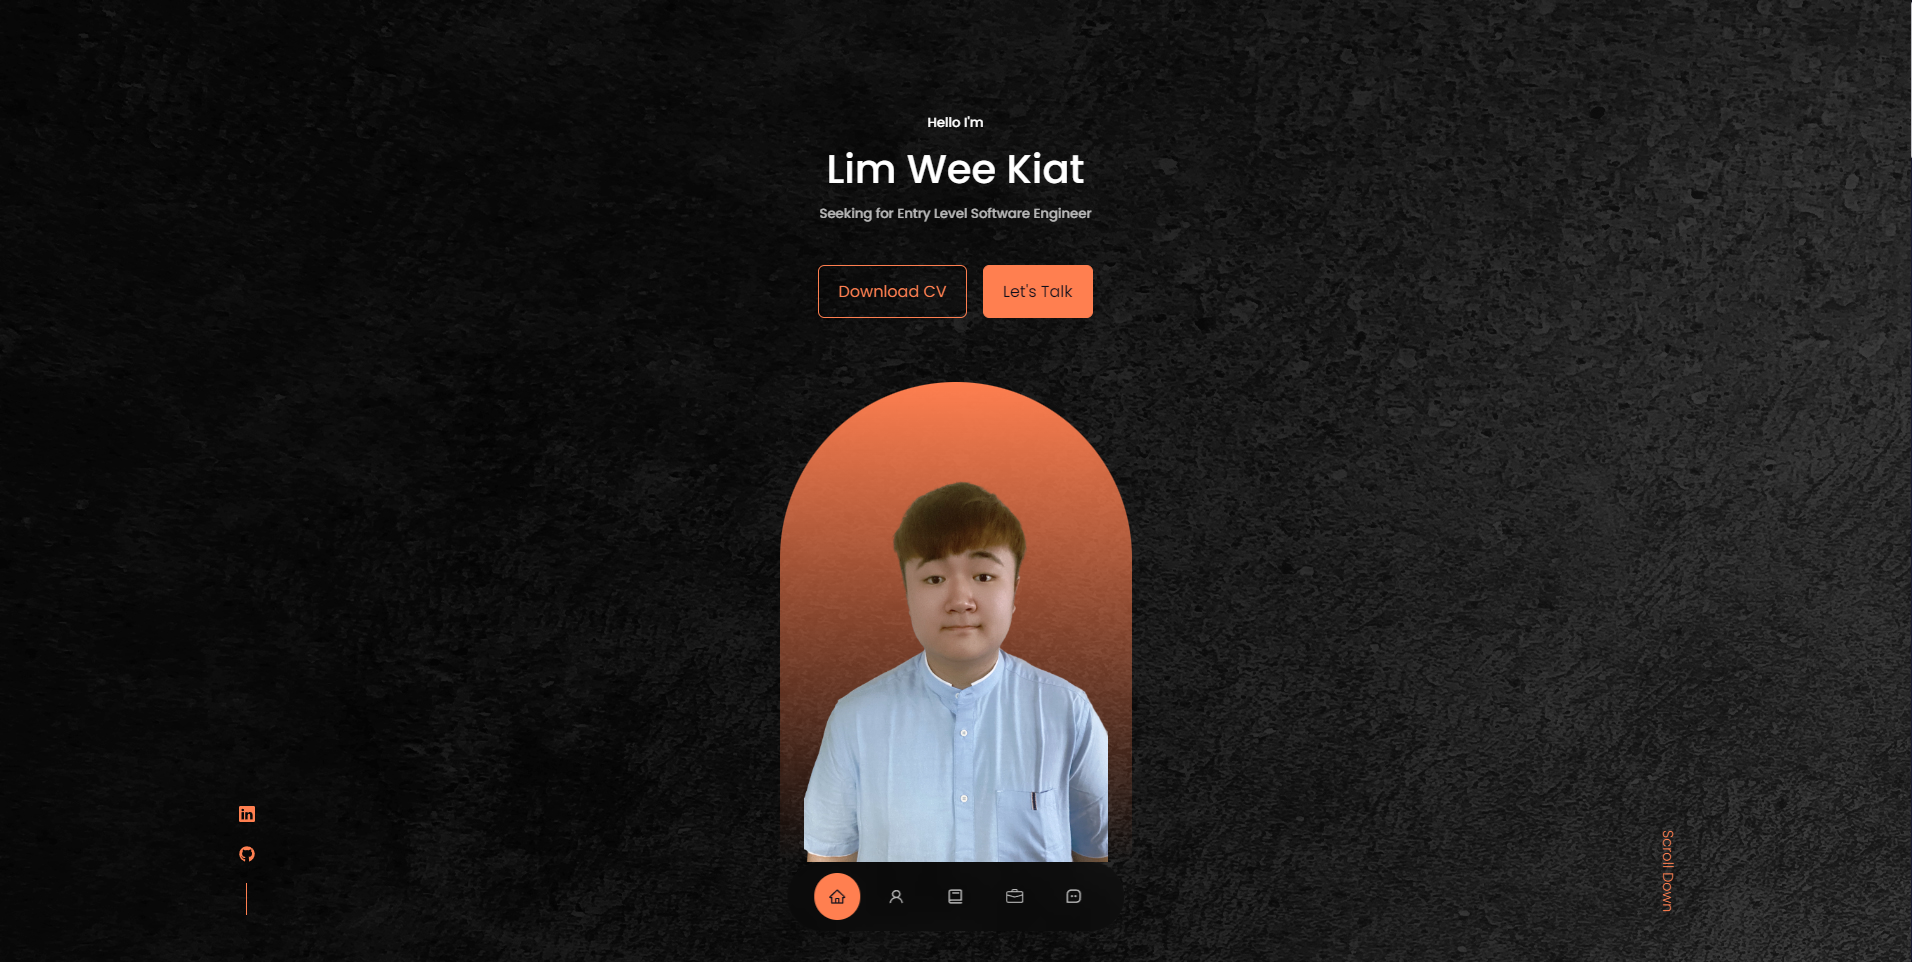 Hello I'm
Lim Wee Kiat
Seeking for Entry Level Software Engineer
Download CV
Let's Talk
Scroll Down